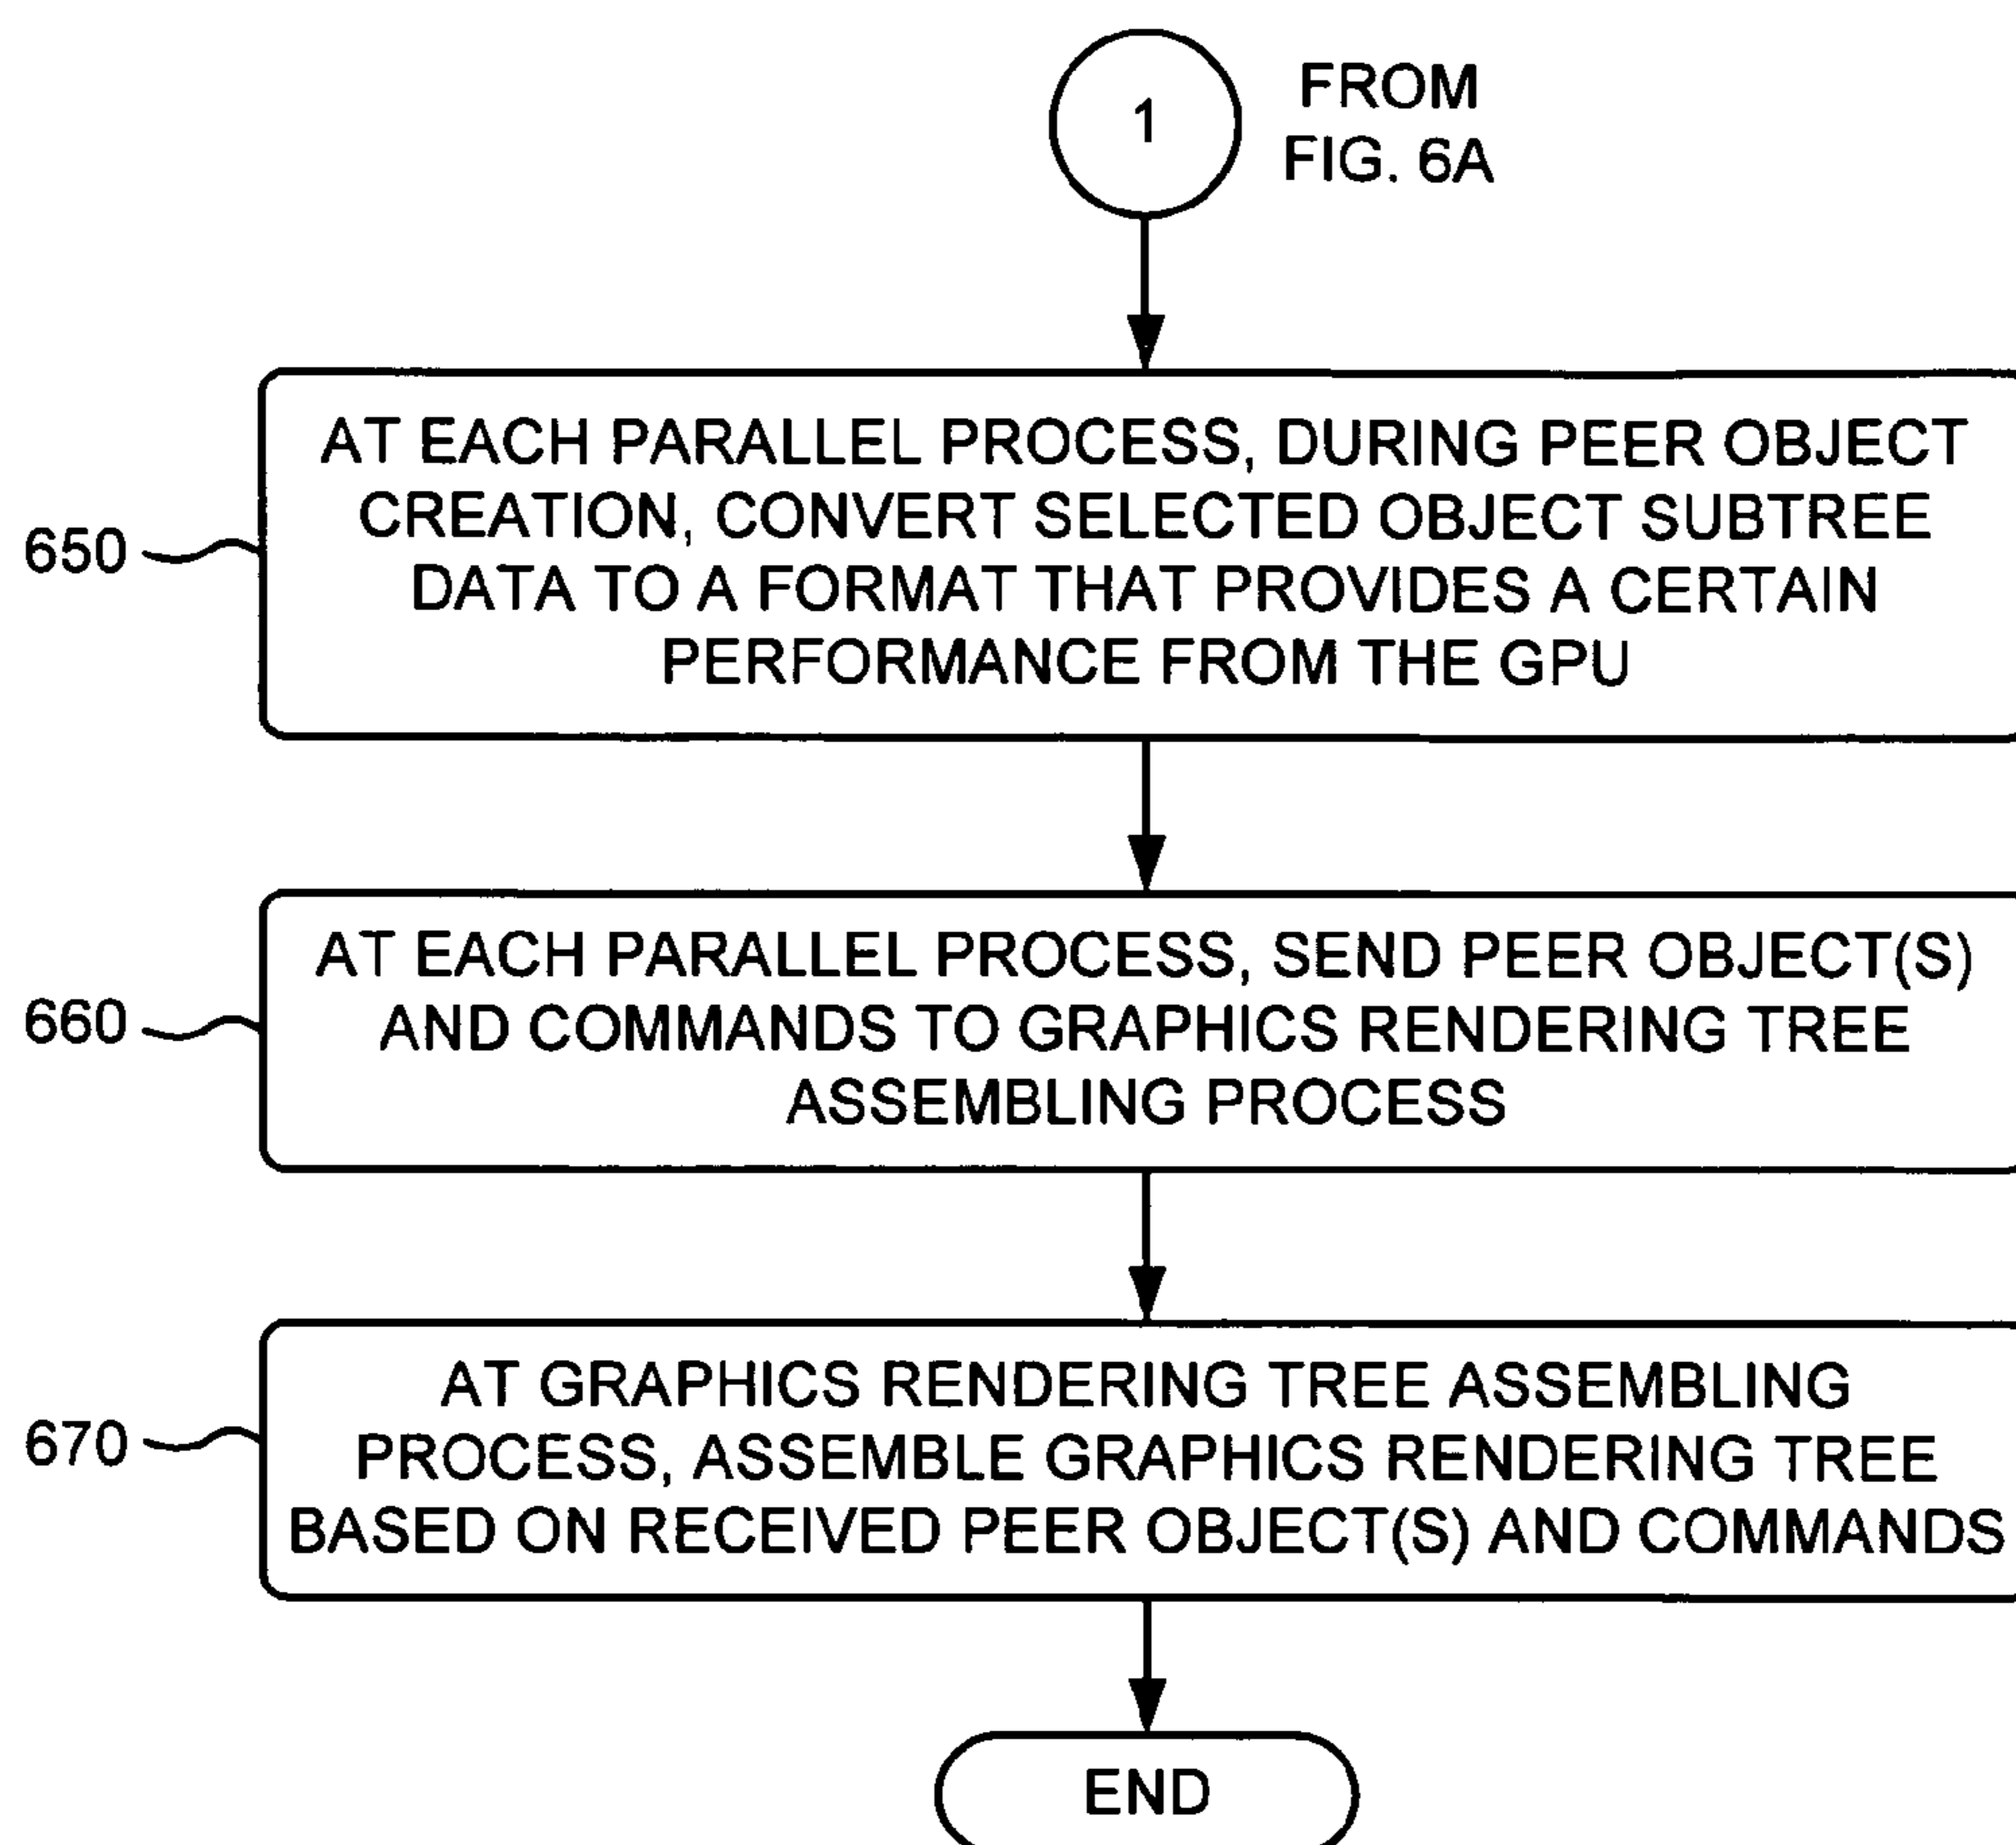 1
FROM
FIG. 6A
AT EACH PARALLEL PROCESS, DURING PEER OBJECT
CREATION, CONVERT SELECTED OBJECT SUBTREE
DATA TO A FORMAT THAT PROVIDES A CERTAIN
PERFORMANCE FROM THE GPU
650
AT EACH PARALLEL PROCESS, SEND PEER OBJECT(S)
AND COMMANDS TO GRAPHICS RENDERING TREE
ASSEMBLING PROCESS
660
AT GRAPHICS RENDERING TREE ASSEMBLING
PROCESS, ASSEMBLE GRAPHICS RENDERING TREE
BASED ON RECEIVED PEER OBJECT(S) AND COMMANDS
670
END